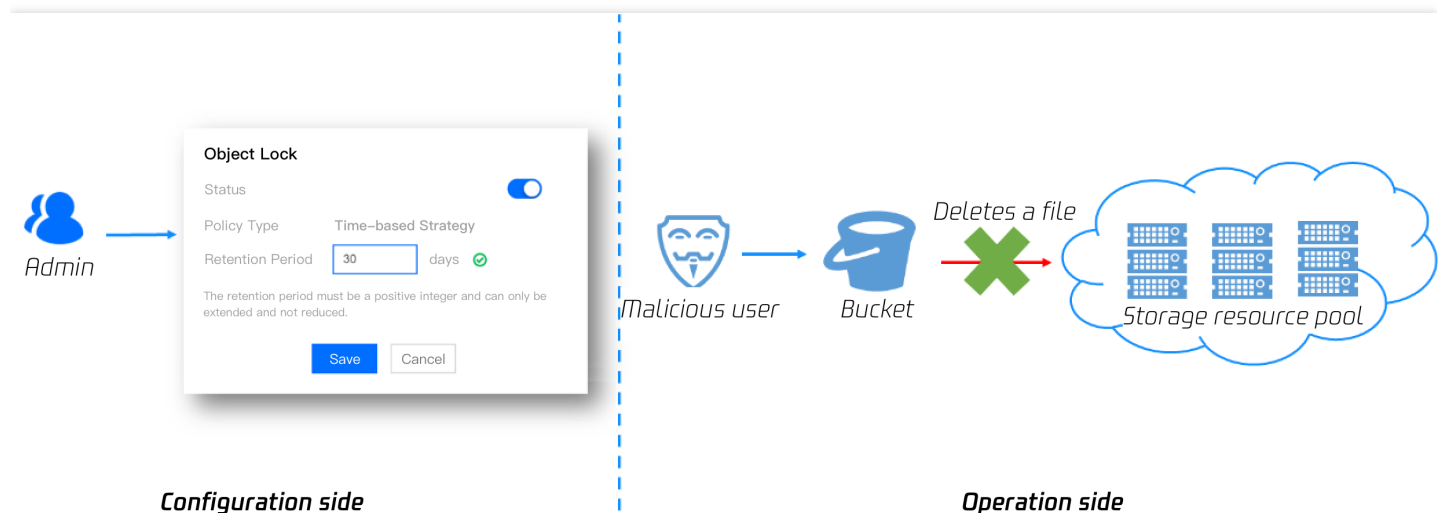 Object Lock
Status
Policy Type Time-based Strategy
Retention Period 30 days
The retention period must be a positive integer and can only be
extended and not reduced.
Save Cancel
Admin
Configuration side
Malicious user
Bucket
Deletes a file
Storage resource pool
Operation side